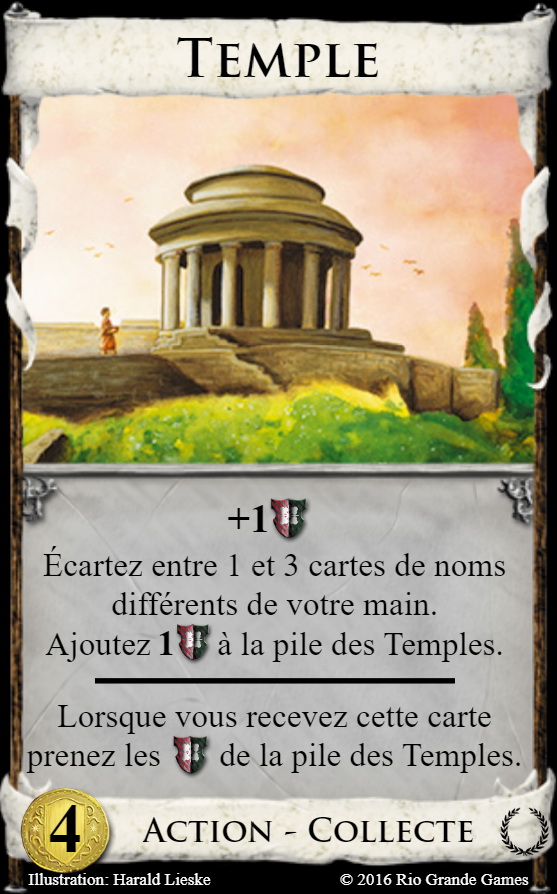 TEMPLE
+1
Écartez entre 1 et 3 cartes de noms
différents de votre main.
Ajoutez 1 à la pile des Temples.
Lorsque vous recevez cette carte
prenez les de la pile des Temples.
4
ACTION - COLLECTE
Illustration: Harald Lieske
© 2016 Rio Grande Games